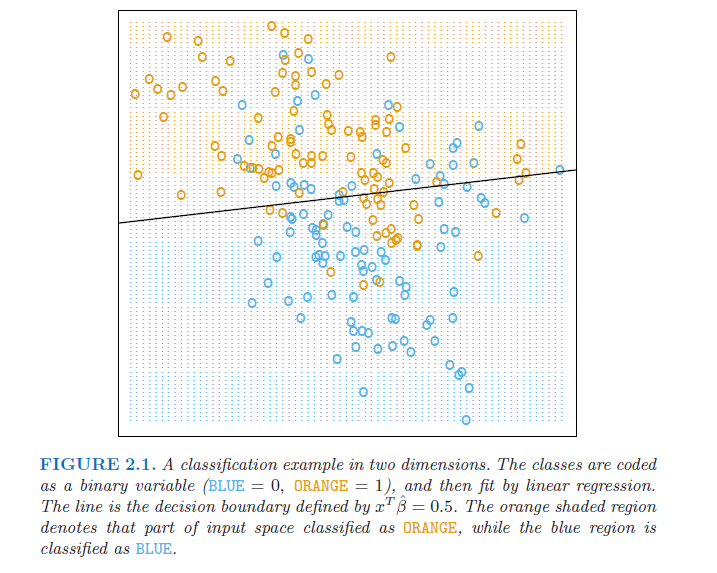 FIGURE 2.1. A classification example in two dimensions. The classes are coded
as a binary variable (BLUE = 0, ORANGE = 1), and then fit by linear regression.
The line is the decision boundary defined by xᵀβ̂ = 0.5. The orange shaded region
denotes that part of input space classified as ORANGE, while the blue region is
classified as BLUE.